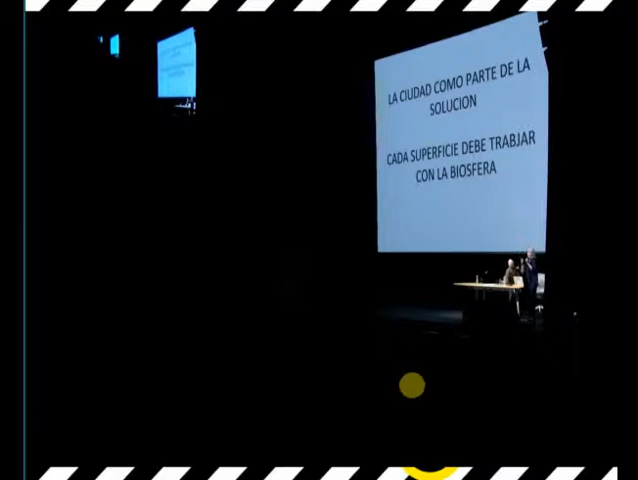 LA CIUDAD COMO PARTE DE LA
SOLUCION
CADA SUPERFICIE DEBE TRABJAR
CON LA BIOSFERA